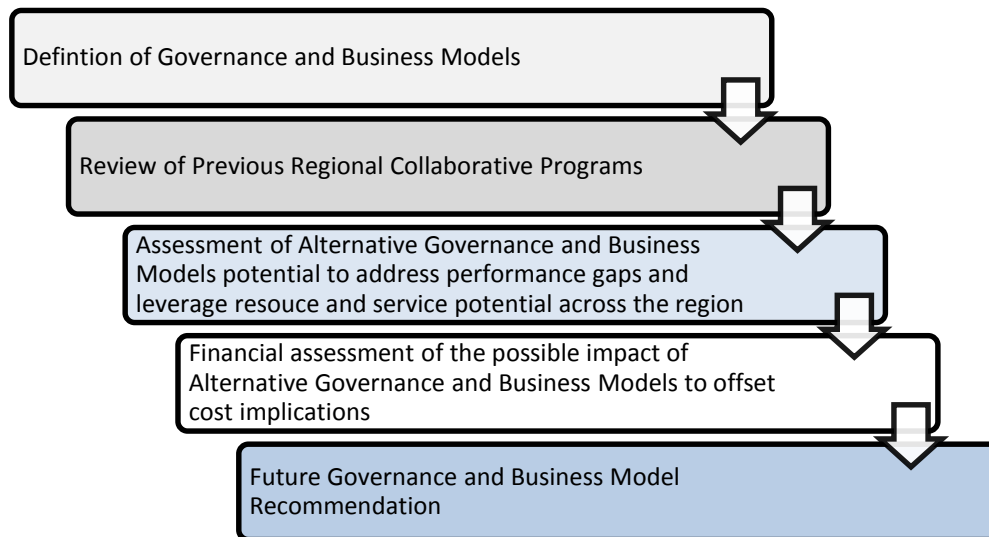 Defintion of Governance and Business Models
Review of Previous Regional Collaborative Programs
Assessment of Alternative Governance and Business
Models potential to address performance gaps and
leverage resouce and service potential across the region
Financial assessment of the possible impact of
Alternative Governance and Business Models to offset
cost implications
Future Governance and Business Model
Recommendation